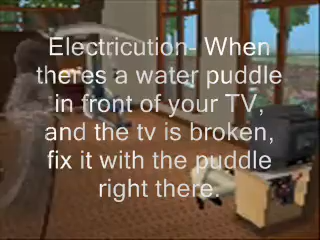 Electricution- When
theres a water puddle
in front of your TV,
and the tv is broken,
fix it with the puddle
right there.